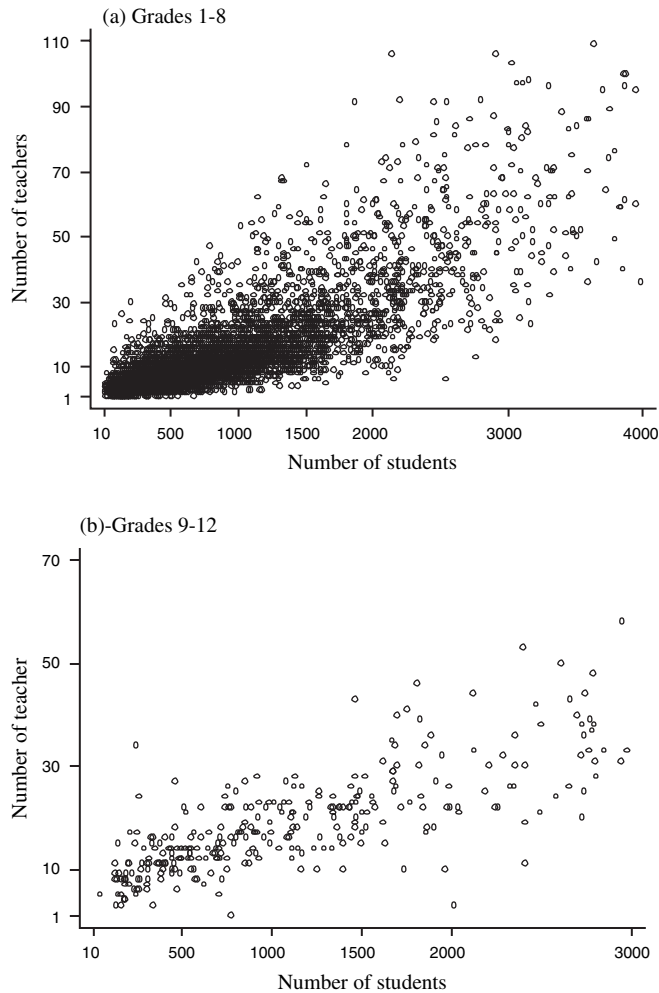 (a) Grades 1-8
Number of teachers
110
90
70
50
30
10
1
10 500 1000 1500 2000 3000 4000
Number of students
(b)-Grades 9-12
Number of teacher
70
50
30
10
1
10 500 1000 1500 2000 3000
Number of students